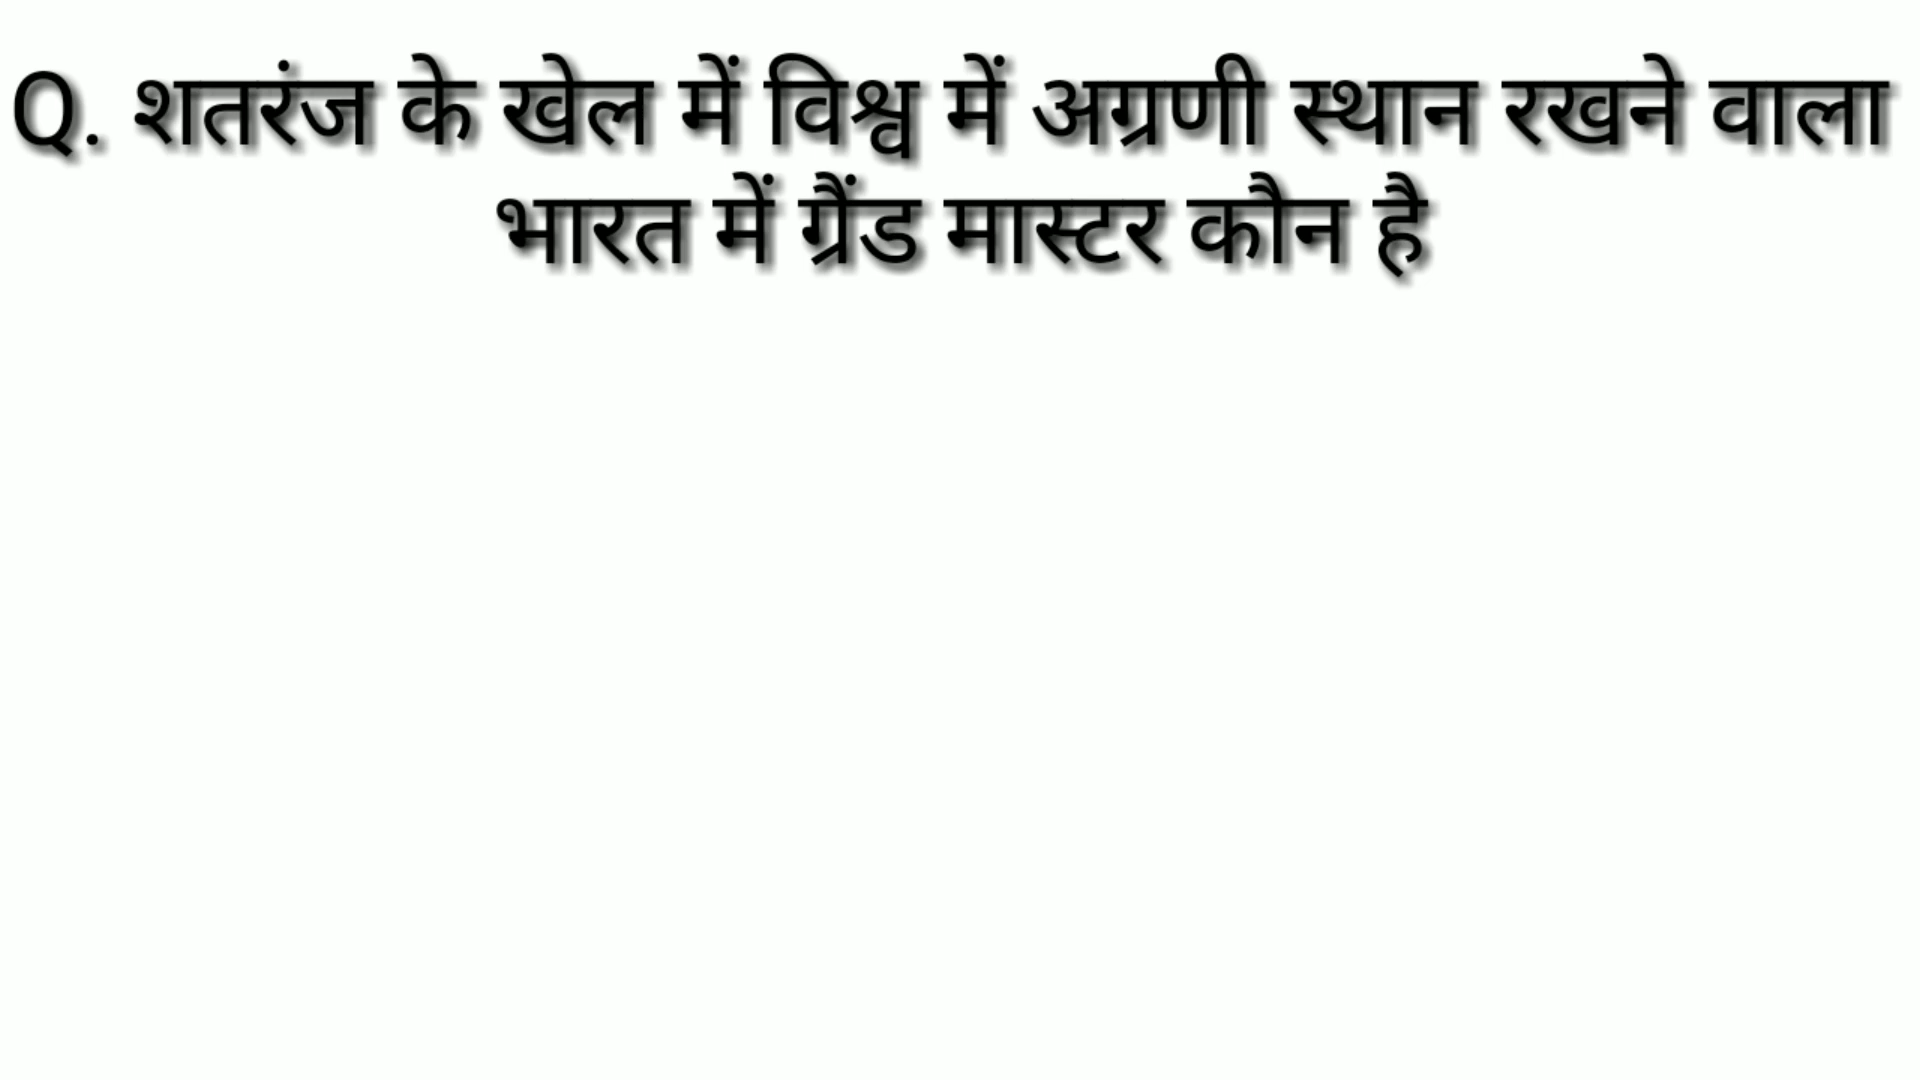 Q. शतरंज के खेल में विश्व में अग्रणी स्थान रखने वाला
भारत में ग्रैंड मास्टर कौन है